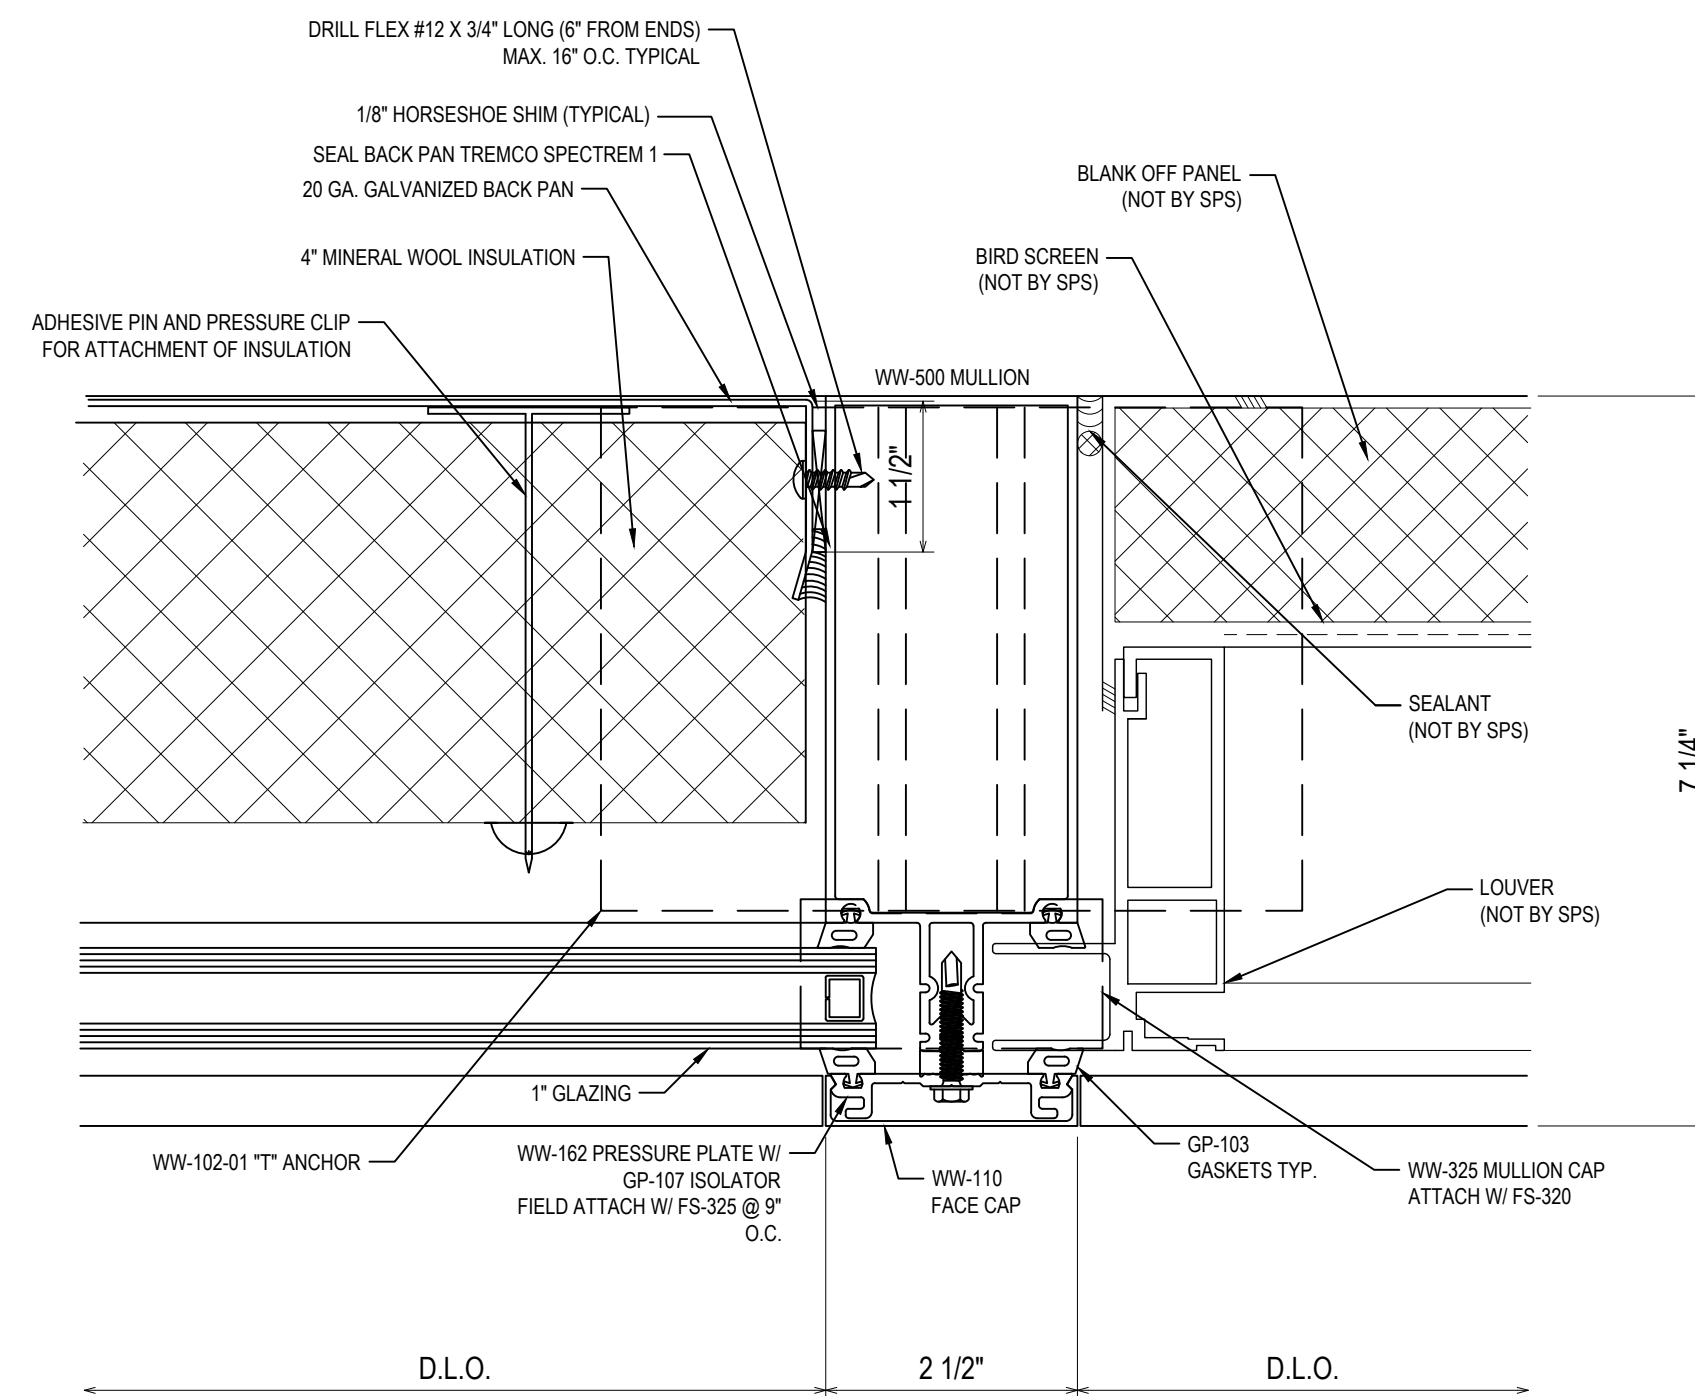 DRILL FLEX #12 X 3/4" LONG (6" FROM ENDS)
MAX. 16" O.C. TYPICAL
1/8" HORSESHOE SHIM (TYPICAL)
SEAL BACK PAN TREMCO SPECTREM 1
20 GA. GALVANIZED BACK PAN
4" MINERAL WOOL INSULATION
ADHESIVE PIN AND PRESSURE CLIP
FOR ATTACHMENT OF INSULATION
BLANK OFF PANEL
(NOT BY SPS)
BIRD SCREEN
(NOT BY SPS)
WW-500 MULLION
1 1/2"
SEALANT
(NOT BY SPS)
7 1/4"
LOUVER
(NOT BY SPS)
1" GLAZING
WW-102-01 "T" ANCHOR
WW-162 PRESSURE PLATE W/
GP-107 ISOLATOR
FIELD ATTACH W/ FS-325 @ 9"
O.C.
WW-110
FACE CAP
GP-103
GASKETS TYP.
WW-325 MULLION CAP
ATTACH W/ FS-320
D.L.O.
2 1/2"
D.L.O.